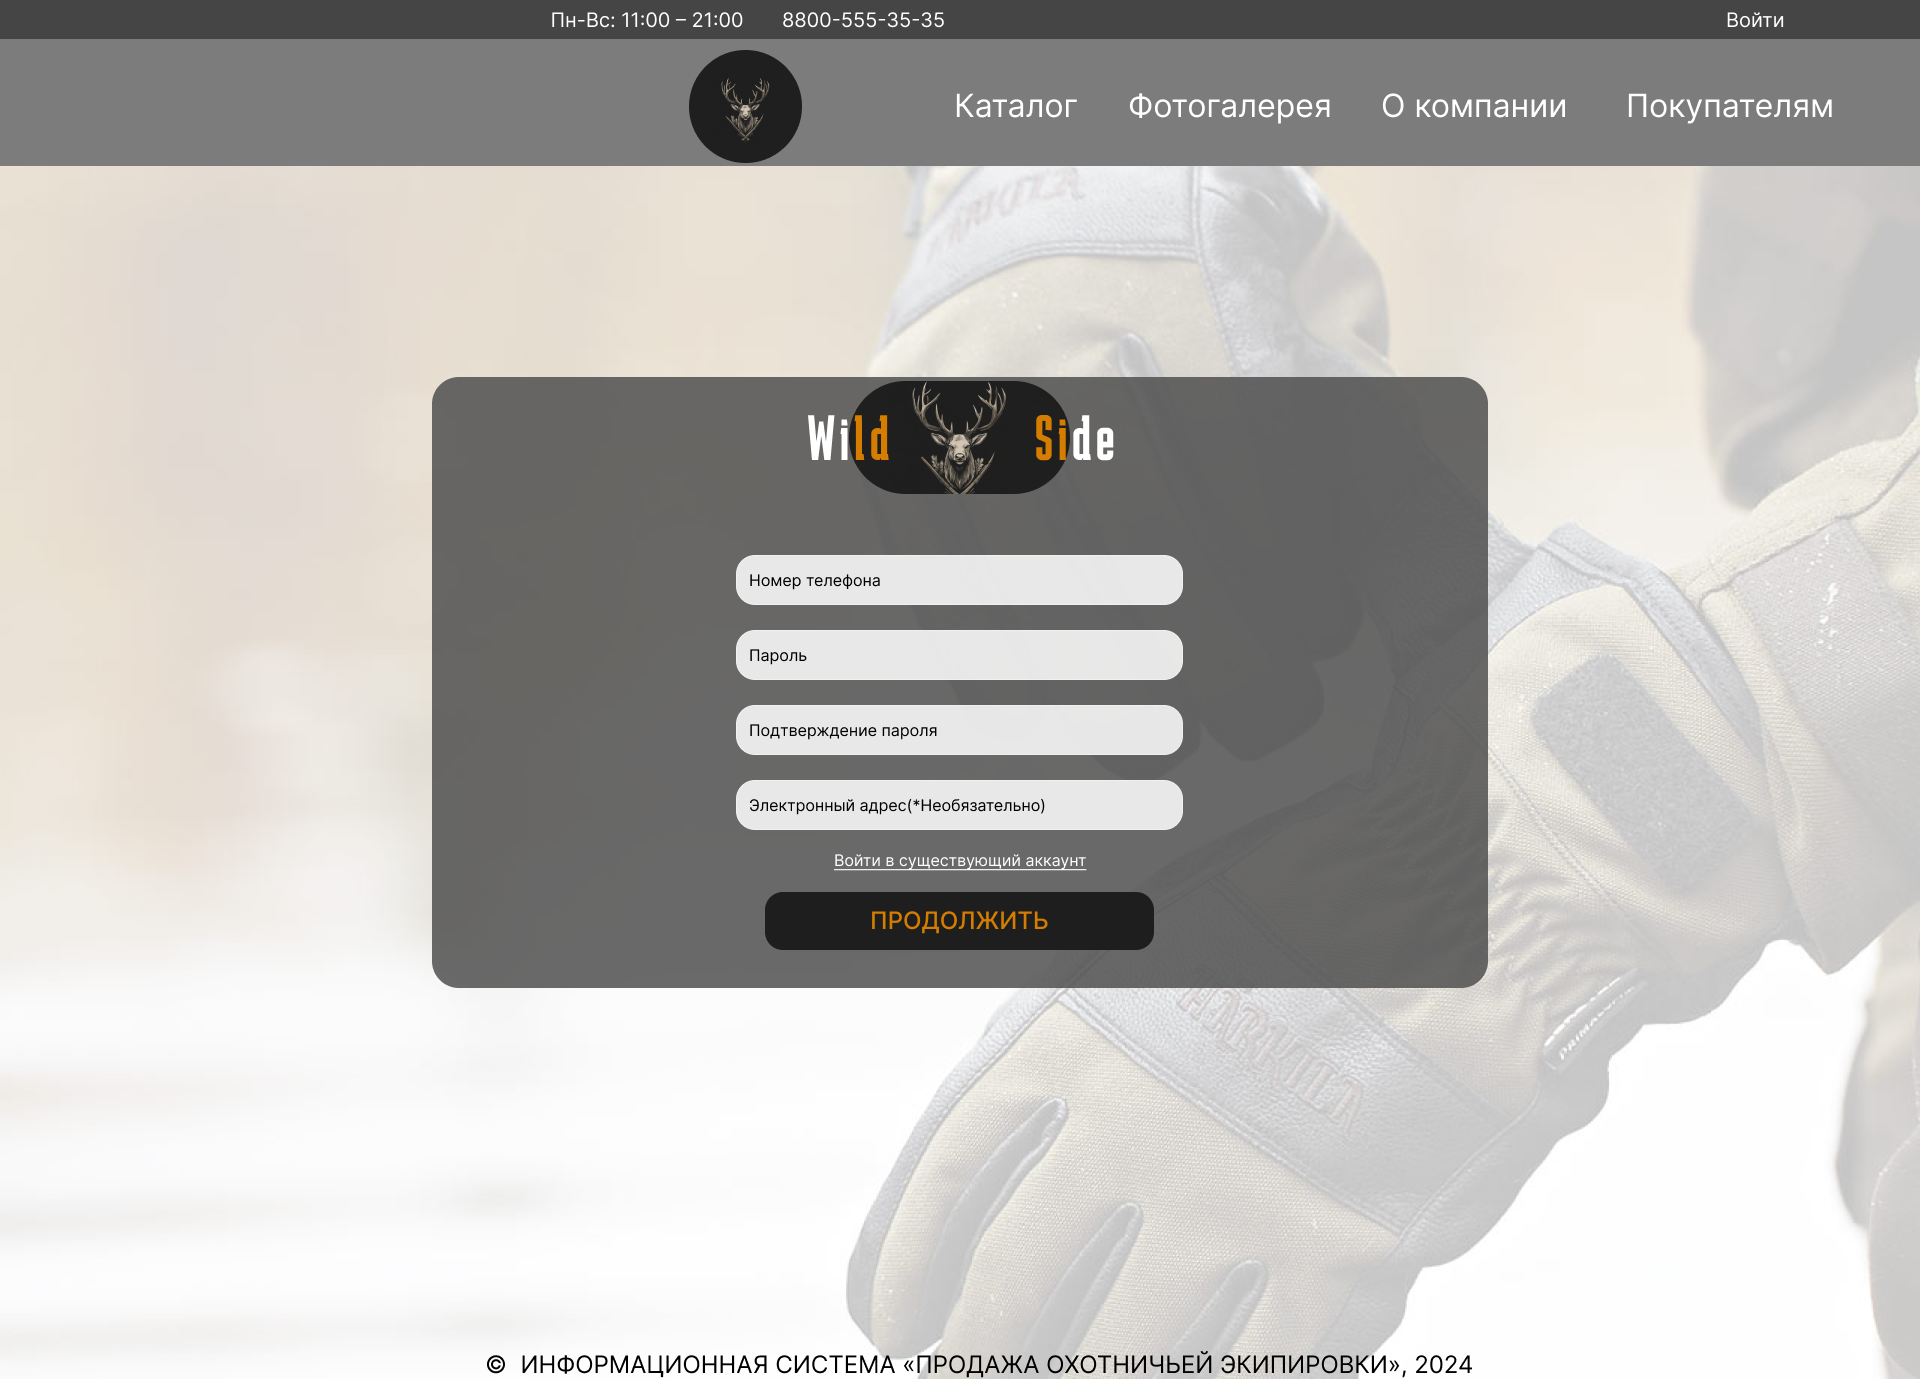 Пн-Вс: 11:00 – 21:00 8800-555-35-35 Войти
Каталог Фотогалерея О компании Покупателям
HARKILA
Wild Side
Номер телефона
Пароль
Подтверждение пароля
Электронный адрес(*Необязательно)
Войти в существующий аккаунт
ПРОДОЛЖИТЬ
HARKILA
© ИНФОРМАЦИОННАЯ СИСТЕМА «ПРОДАЖА ОХОТНИЧЬЕЙ ЭКИПИРОВКИ», 2024